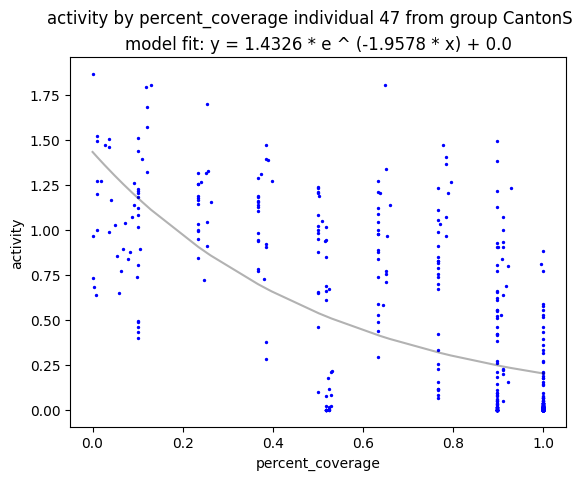 activity by percent_coverage individual 47 from group CantonS
model fit: y = 1.4326 * e ^ (-1.9578 * x) + 0.0
1.75
1.50
1.25
1.00
0.75
0.50
0.25
0.00
activity
0.0 0.2 0.4 0.6 0.8 1.0
percent_coverage